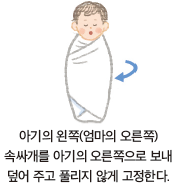 아기의 왼쪽(엄마의 오른쪽)
속싸개를 아기의 오른쪽으로 보내
덮어 주고 풀리지 않게 고정한다.